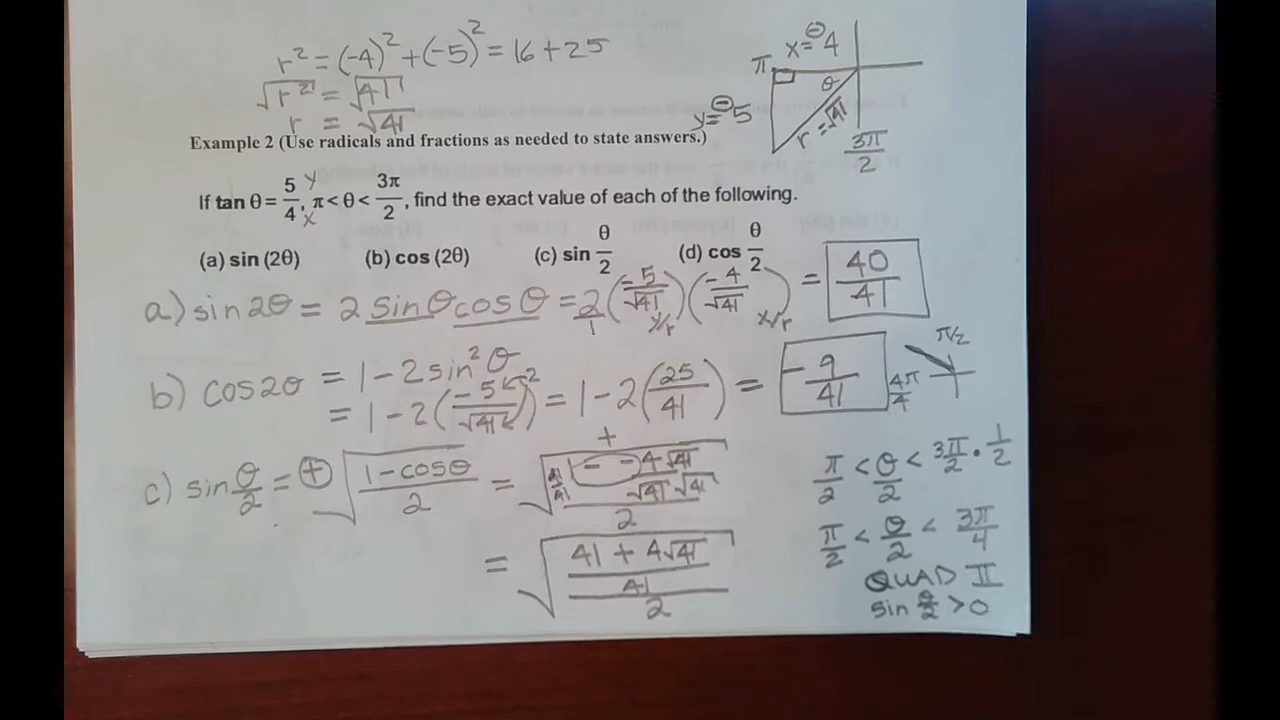 r² = (-4)² + (-5)² = 16 + 25
√r² = √41
r = √41
π x = ⊖4
θ
y = ⊖5
r = √41
3π/2
Example 2 (Use radicals and fractions as needed to state answers.)
If tan θ = 5/4 y/x, π < θ < 3π/2, find the exact value of each of the following.
(a) sin (2θ) (b) cos (2θ) (c) sin θ/2 (d) cos θ/2
a) sin2θ = 2 sinθ cosθ = 2/1 (-5/√41) y/r (-4/√41) x/r = 40/41
b) cos2θ = 1 - 2sin²θ
= 1 - 2(-5/√41)² = 1 - 2(25/41) = -9/41
π/2
4π/4
c) sin θ/2 = ⊕ √((1 - cosθ)/2) = √((41/41 1 - -4√41/√41√41)/2)
+
= √(((41 + 4√41)/41)/2)
π/2 < θ/2 < 3π/2 · 1/2
π/2 < θ/2 < 3π/4
QUAD II
sin θ/2 > 0